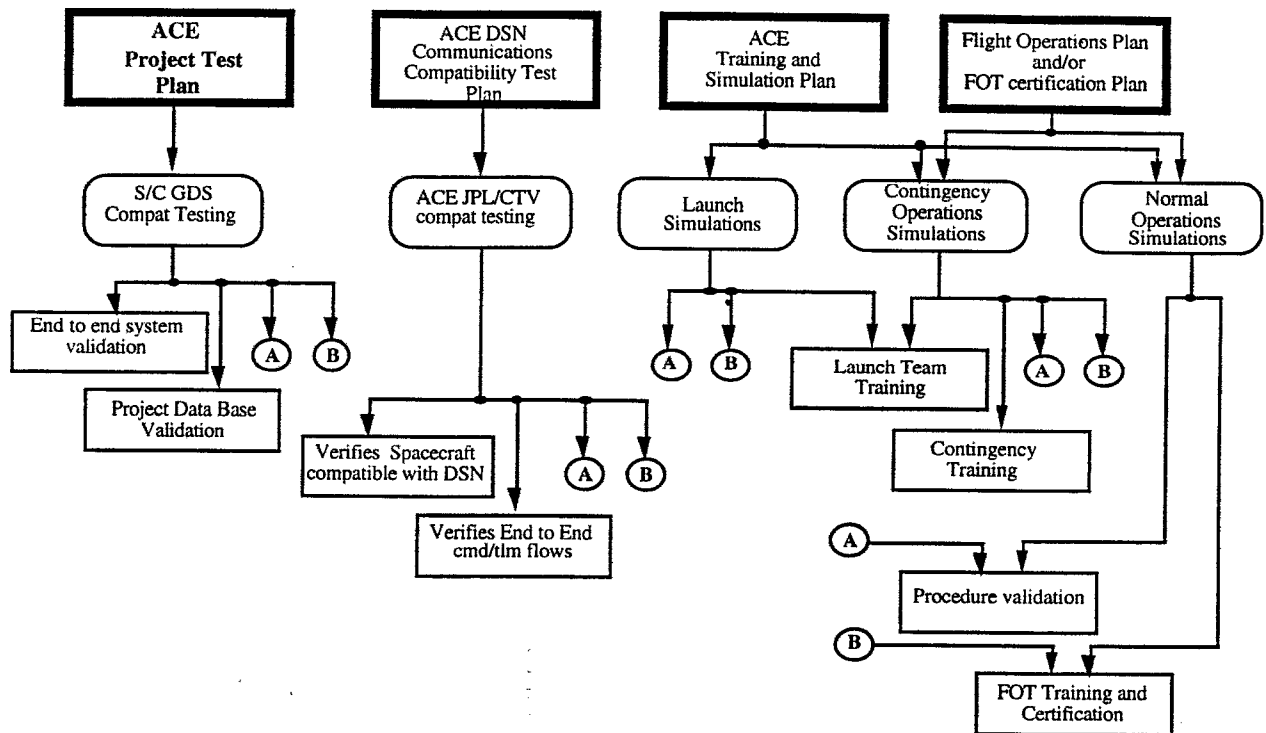 ACE
Project Test
Plan
ACE DSN
Communications
Compatibility Test
Plan
ACE
Training and
Simulation Plan
Flight Operations Plan
and/or
FOT certification Plan
S/C GDS
Compat Testing
ACE JPL/CTV
compat testing
Launch
Simulations
Contingency
Operations
Simulations
Normal
Operations
Simulations
End to end system
validation
A
B
Project Data Base
Validation
Verifies Spacecraft
compatible with DSN
A
B
Verifies End to End
cmd/tlm flows
A
B
Launch Team
Training
A
B
Contingency
Training
A
Procedure validation
B
FOT Training and
Certification